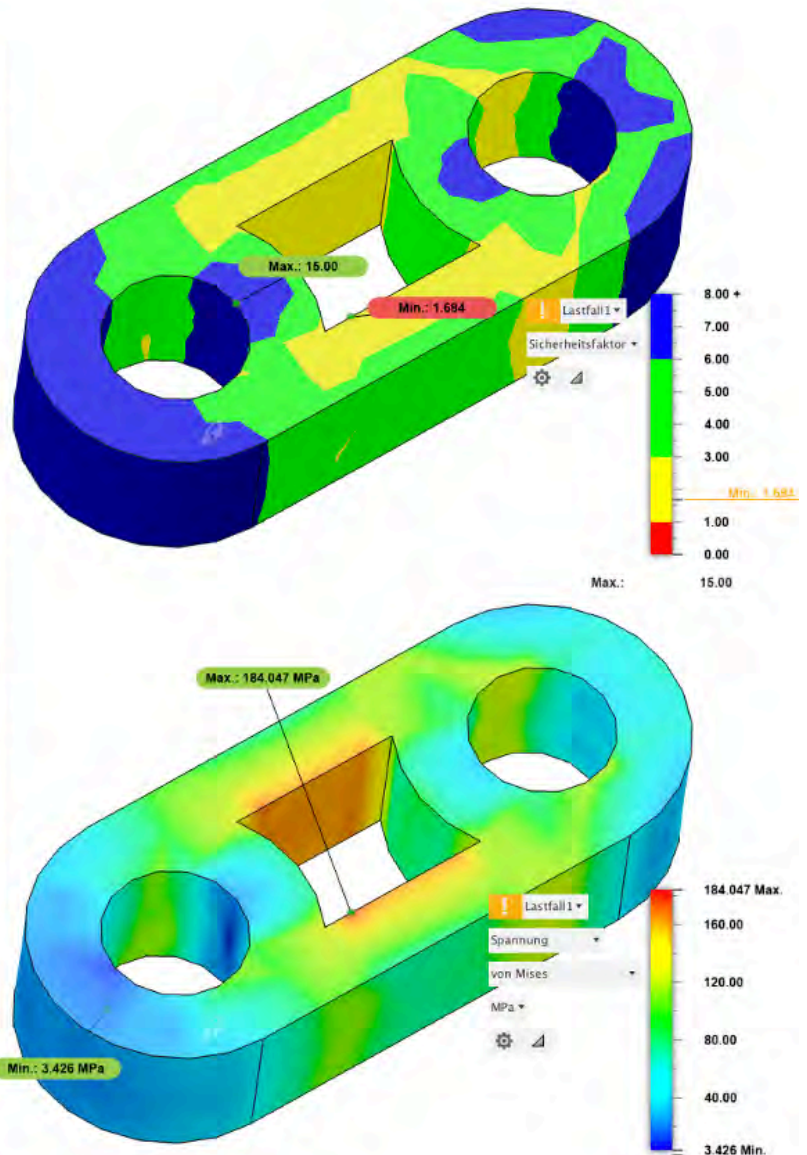 Max.: 15.00
Min.: 1.684
Lastfall1
Sicherheitsfaktor
8.00 +
7.00
6.00
5.00
4.00
3.00
Min.: 1.684
1.00
0.00
Max.: 15.00
Max.: 184.047 MPa
Lastfall1
Spannung
von Mises
MPa
184.047 Max.
160.00
120.00
80.00
40.00
3.426 Min.
Min.: 3.426 MPa